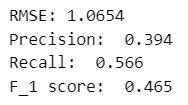 RMSE: 1.0654
Precision:  0.394
Recall:  0.566
F_1 score:  0.465